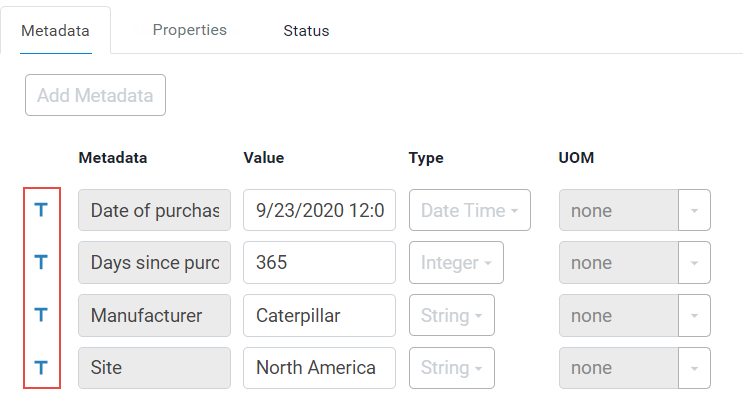 Metadata Properties Status
Add Metadata
Metadata Value Type UOM
T Date of purchas 9/23/2020 12:0 Date Time none
T Days since purc 365 Integer none
T Manufacturer Caterpillar String none
T Site North America String none